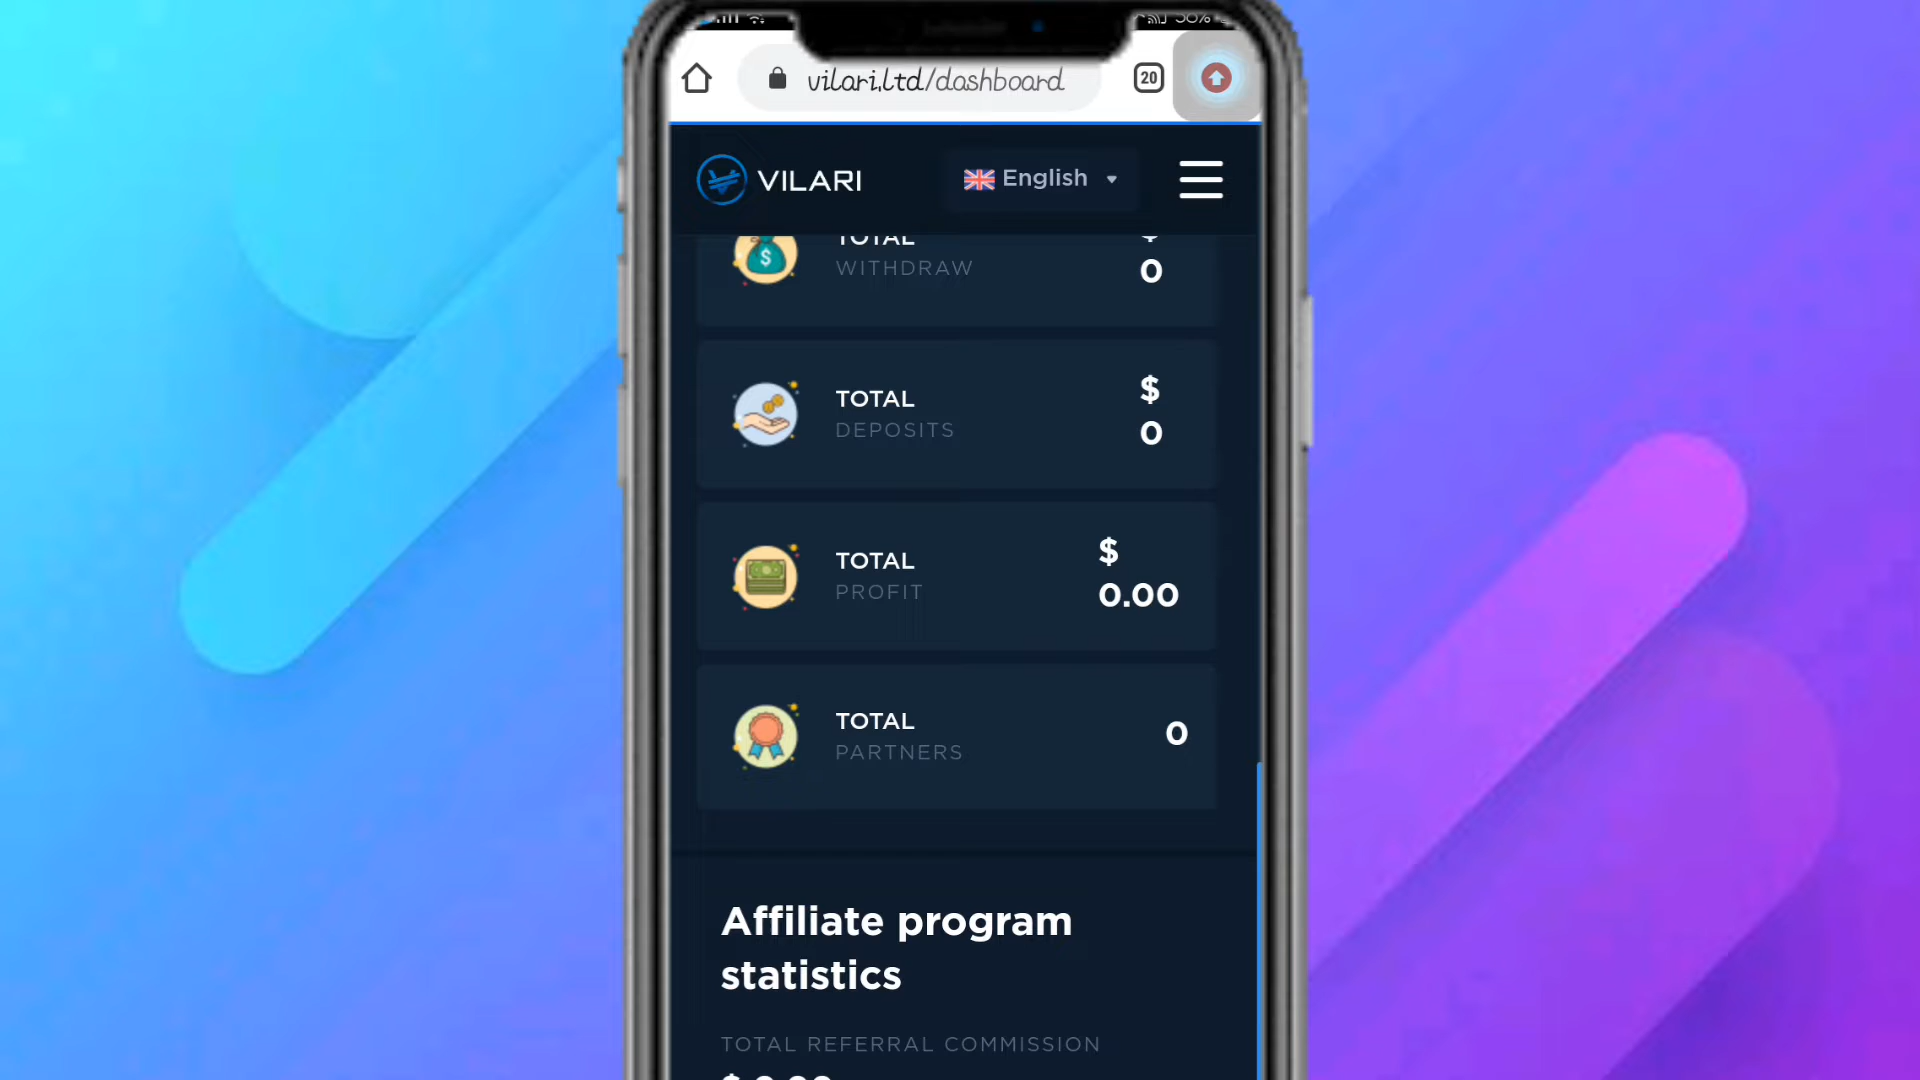 vilari.ltd/dashboard
20
VILARI
English
TOTAL
WITHDRAW
$
0
TOTAL
DEPOSITS
$
0
TOTAL
PROFIT
$
0.00
TOTAL
PARTNERS
0
Affiliate program
statistics
TOTAL REFERRAL COMMISSION